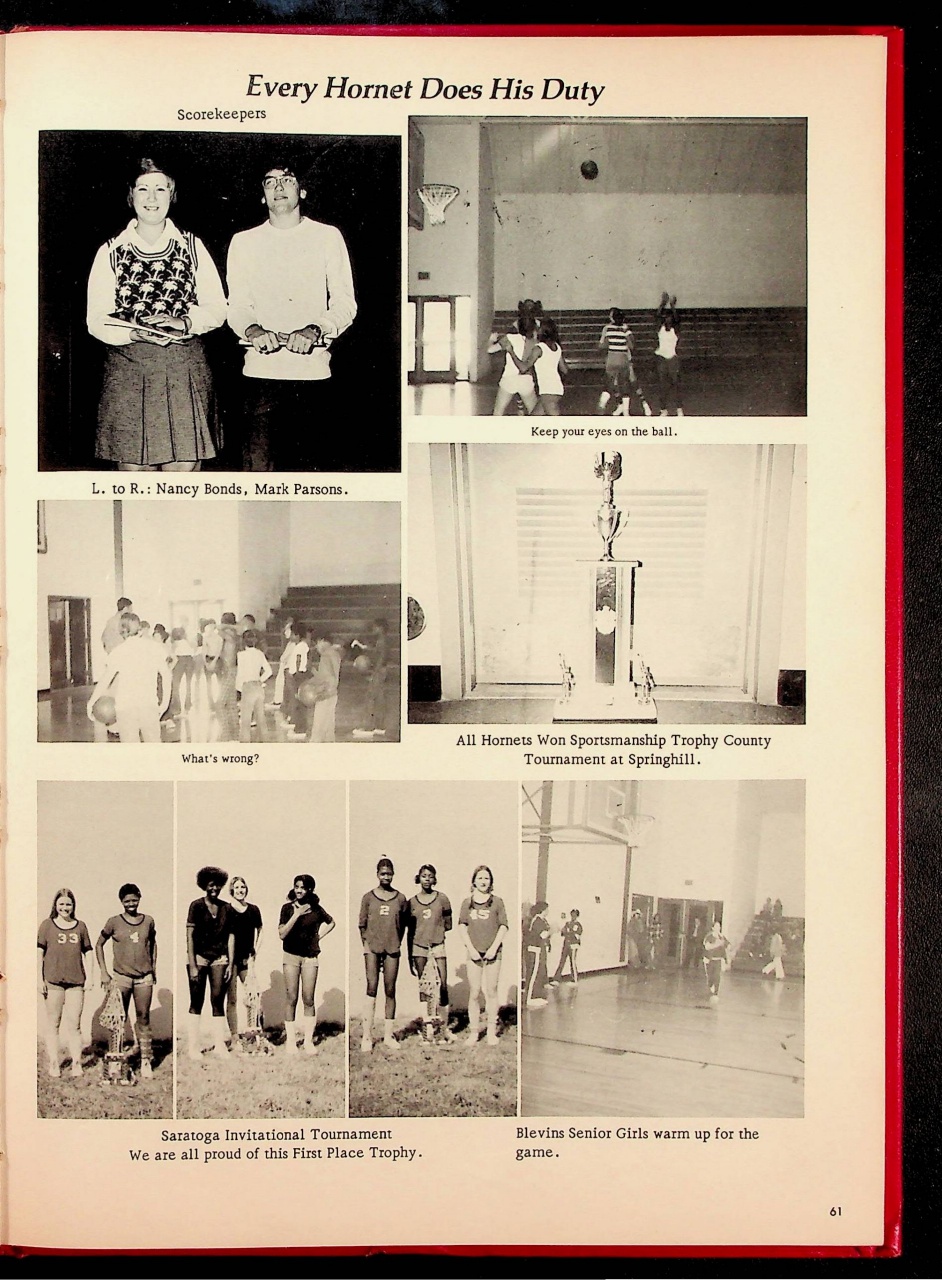 Every Hornet Does His Duty
Scorekeepers
L. to R.: Nancy Bonds, Mark Parsons.
Keep your eyes on the ball.
What's wrong?
All Hornets Won Sportsmanship Trophy County
Tournament at Springhill.
33
4
2
3
45
Saratoga Invitational Tournament
We are all proud of this First Place Trophy.
Blevins Senior Girls warm up for the
game.
61